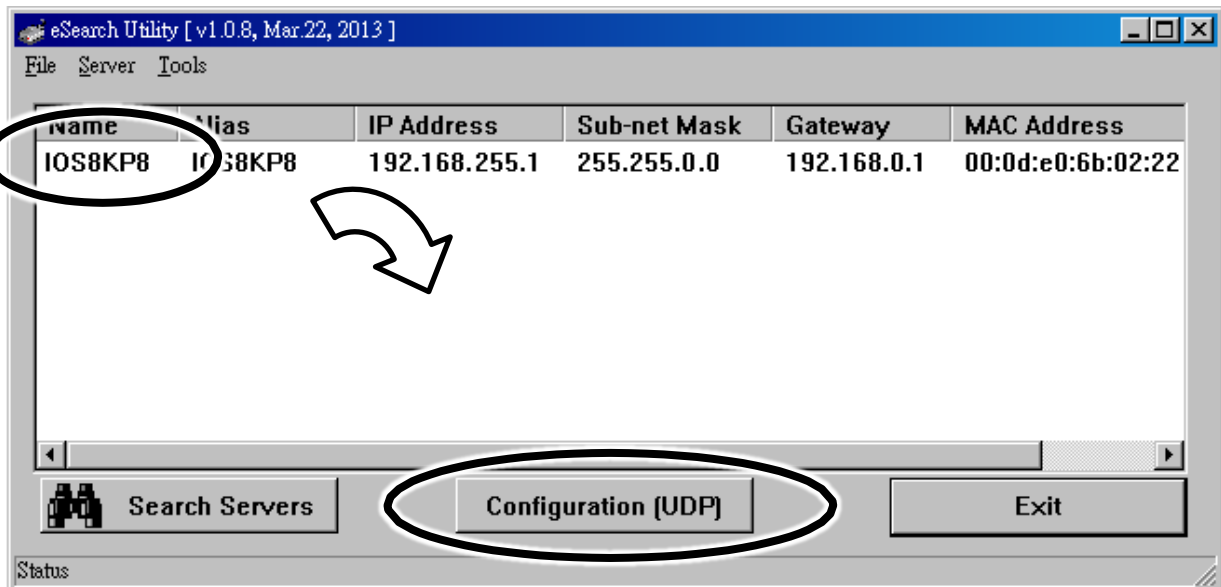 eSearch Utility [ v1.0.8, Mar.22, 2013 ]
File Server Tools
Name Alias IP Address Sub-net Mask Gateway MAC Address
IOS8KP8 IOS8KP8 192.168.255.1 255.255.0.0 192.168.0.1 00:0d:e0:6b:02:22
Search Servers Configuration (UDP) Exit
Status